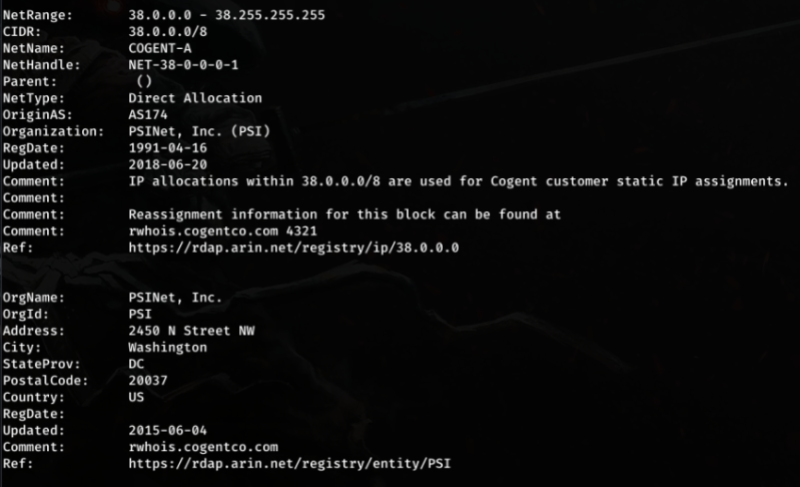 NetRange: 38.0.0.0 - 38.255.255.255
CIDR: 38.0.0.0/8
NetName: COGENT-A
NetHandle: NET-38-0-0-0-1
Parent: ()
NetType: Direct Allocation
OriginAS: AS174
Organization: PSINet, Inc. (PSI)
RegDate: 1991-04-16
Updated: 2018-06-20
Comment: IP allocations within 38.0.0.0/8 are used for Cogent customer static IP assignments.
Comment:
Comment: Reassignment information for this block can be found at
Comment: rwhois.cogentco.com 4321
Ref: https://rdap.arin.net/registry/ip/38.0.0.0
OrgName: PSINet, Inc.
OrgId: PSI
Address: 2450 N Street NW
City: Washington
StateProv: DC
PostalCode: 20037
Country: US
RegDate:
Updated: 2015-06-04
Comment: rwhois.cogentco.com
Ref: https://rdap.arin.net/registry/entity/PSI